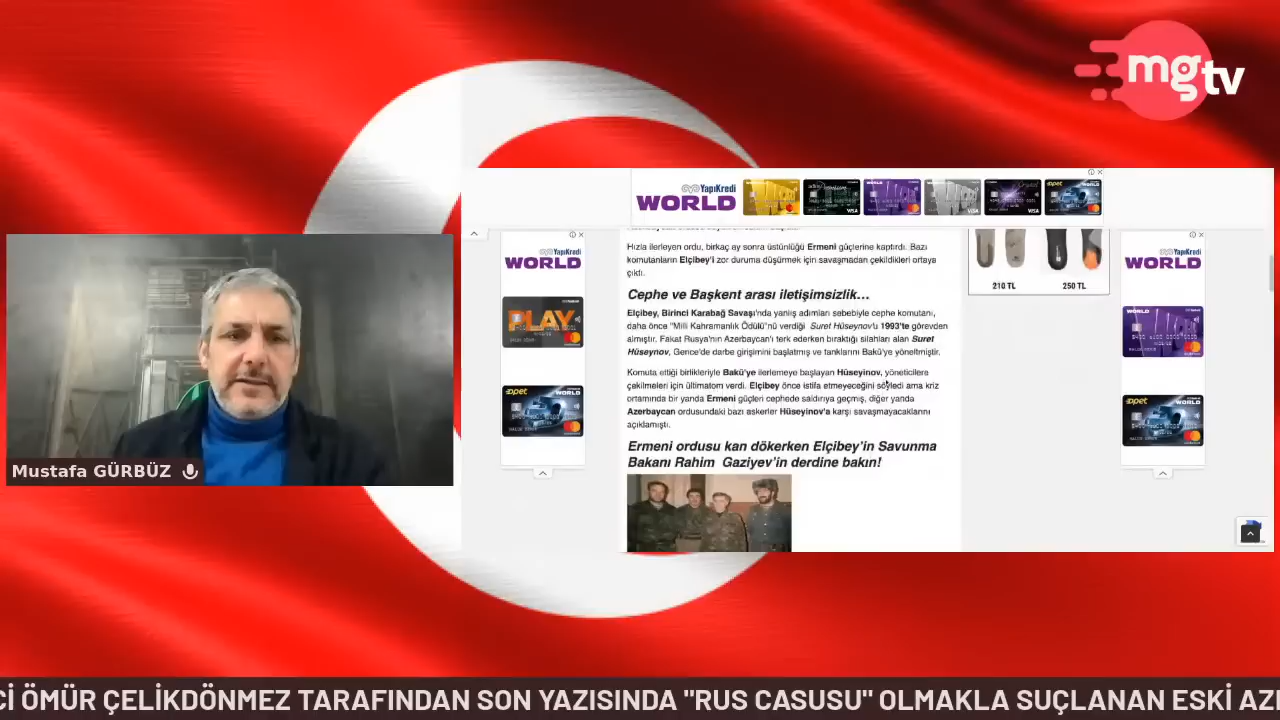 mg tv
YapıKredi
WORLD
Hızla ilerleyen ordu, birkaç ay sonra üstünlüğü Ermeni güçlerine kaptırdı. Bazı
komutanların Elçibey'i zor duruma düşürmek için savaşmadan çekildikleri ortaya
çıktı.
Cephe ve Başkent arası iletişimsizlik...
Elçibey, Birinci Karabağ Savaşı'nda yanlış adımları sebebiyle cephe komutanı,
daha önce "Milli Kahramanlık Ödülü"nü verdiği Suret Hüseynov'u 1993'te görevden
almıştır. Fakat Rusya'nın Azerbaycan'ı terk ederken bıraktığı silahları alan Suret
Hüseynov, Gence'de darbe girişimini başlatmış ve tanklarını Bakü'ye yöneltmiştir.
Komuta ettiği birlikleriyle Bakü'ye ilerlemeye başlayan Hüseyinov, yöneticilere
çekilmeleri için ültimatom verdi. Elçibey önce istifa etmeyeceğini söyledi ama kriz
ortamında bir yanda Ermeni güçleri cephede saldırıya geçmiş, diğer yanda
Azerbaycan ordusundaki bazı askerler Hüseyinov'a karşı savaşmayacaklarını
açıklamıştı.
Ermeni ordusu kan dökerken Elçibey'in Savunma
Bakanı Rahim Gaziyev'in derdine bakın!
YapıKredi
WORLD
PLAY
opet
210 TL 250 TL
YapıKredi
WORLD
WORLD
opet
Mustafa GÜRBÜZ
Cİ ÖMÜR ÇELİKDÖNMEZ TARAFINDAN SON YAZISINDA "RUS CASUSU" OLMAKLA SUÇLANAN ESKİ AZE